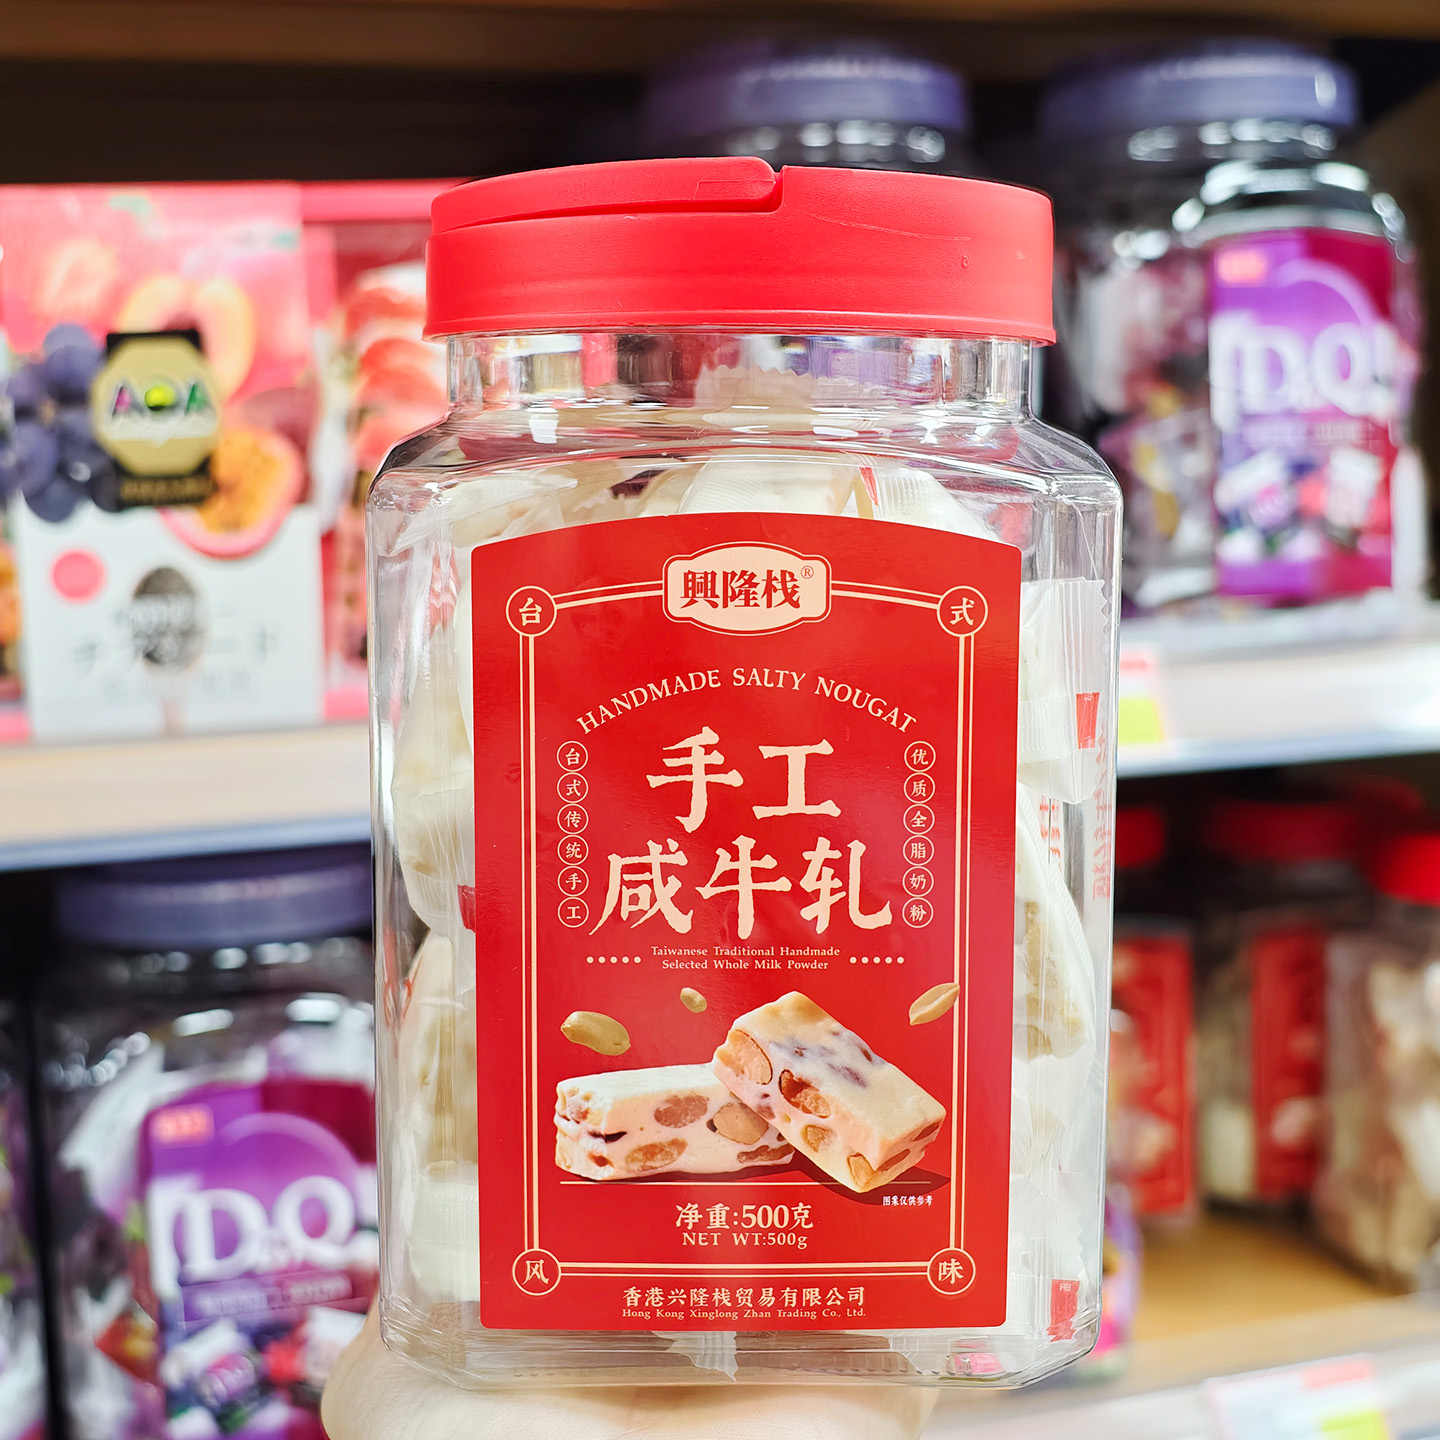 興隆栈®
台 式
HANDMADE SALTY NOUGAT
手工
咸牛轧
台式传统手工
优质全脂奶粉
Taiwanese Traditional Handmade
Selected Whole Milk Powder
图案仅供参考
净重:500克
NET WT:500g
风 味
香港兴隆栈贸易有限公司
Hong Kong Xinglong Zhan Trading Co., Ltd.
AOA
D&Q
D&Q